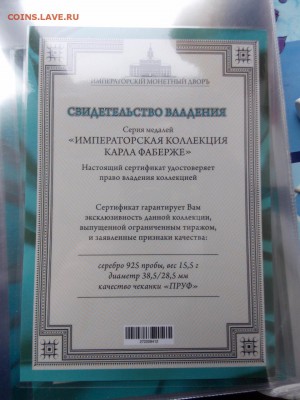 COINS.LAVE.RU
ИМПЕРАТОРСКІЙ МОНЕТНЫЙ ДВОРЪ
СВИДЕТЕЛЬСТВО ВЛАДЕНИЯ
Серия медалей
«ИМПЕРАТОРСКАЯ КОЛЛЕКЦИЯ
КАРЛА ФАБЕРЖЕ»
Настоящий сертификат удостоверяет
право владения коллекцией
Сертификат гарантирует Вам
эксклюзивность данной коллекции,
выпущенной ограниченным тиражом,
и заявленные признаки качества:
серебро 925 пробы, вес 15,5 г
диаметр 38,5/28,5 мм
качество чеканки «ПРУФ»